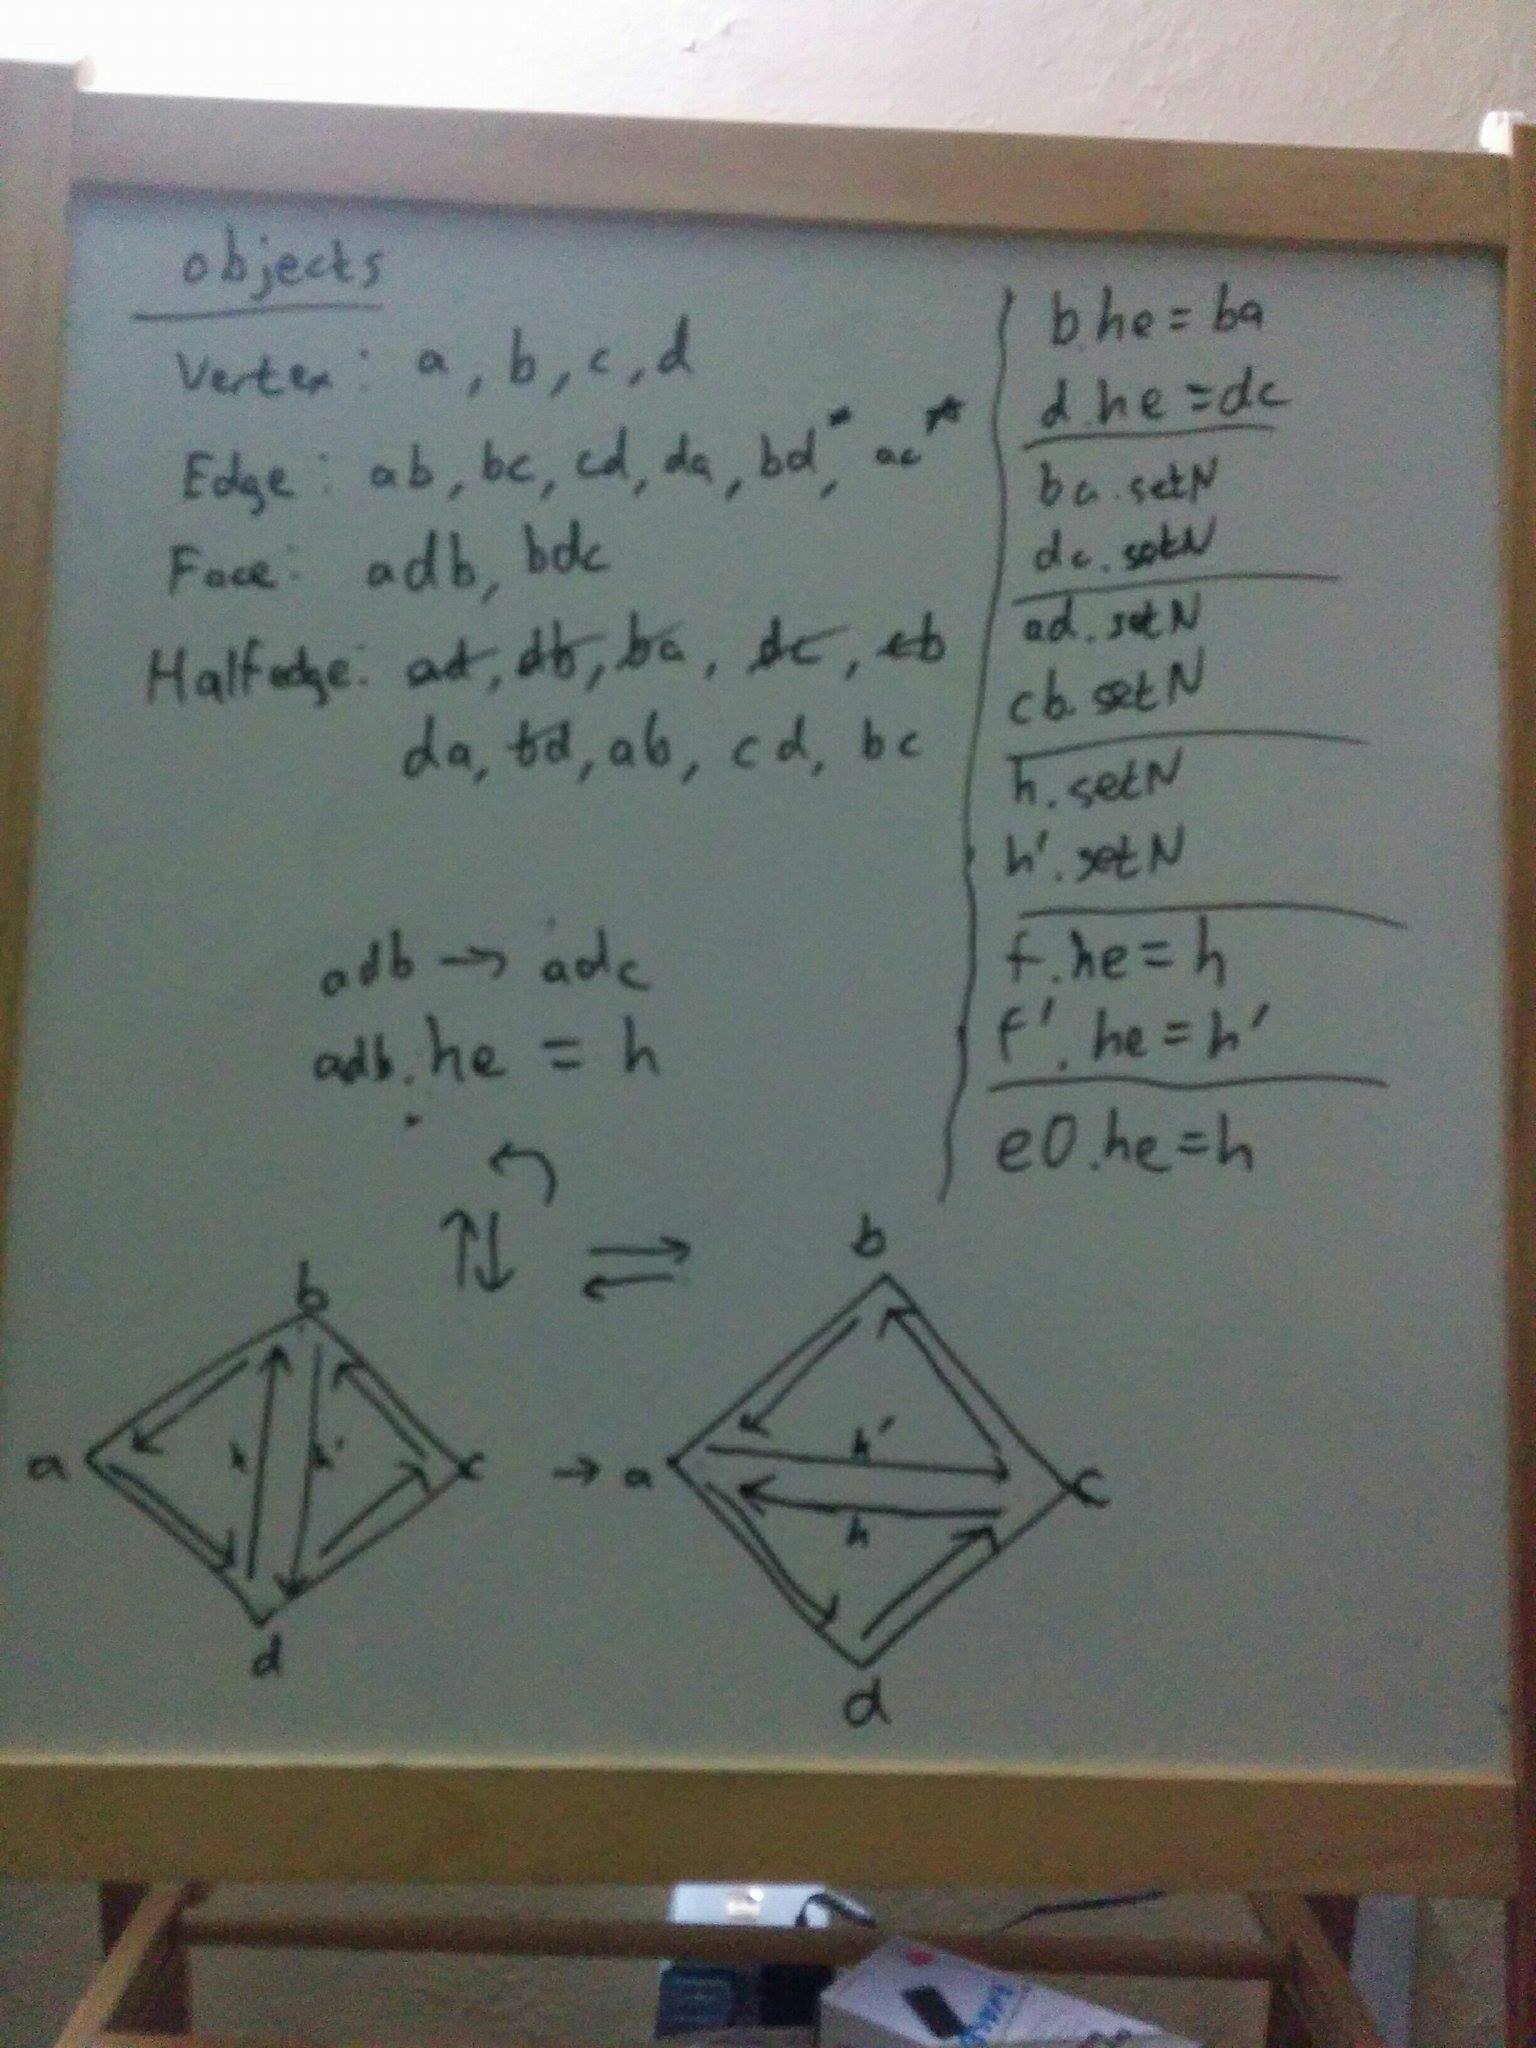 objects
Vertex: a, b, c, d
Edge: ab, bc, cd, da, bd*, ac*
Face: adb, bdc
Halfedge: ad, db, ba, dc, cb
da, bd, ab, cd, bc
adb → adc
adb.he = h
b.he = ba
d.he = dc
ba.setN
dc.setN
ad.setN
cb.setN
h.setN
h'.setN
f.he = h
f'.he = h'
e0.he = h
b
a h h' c
d
→
b
a h' c
h
d